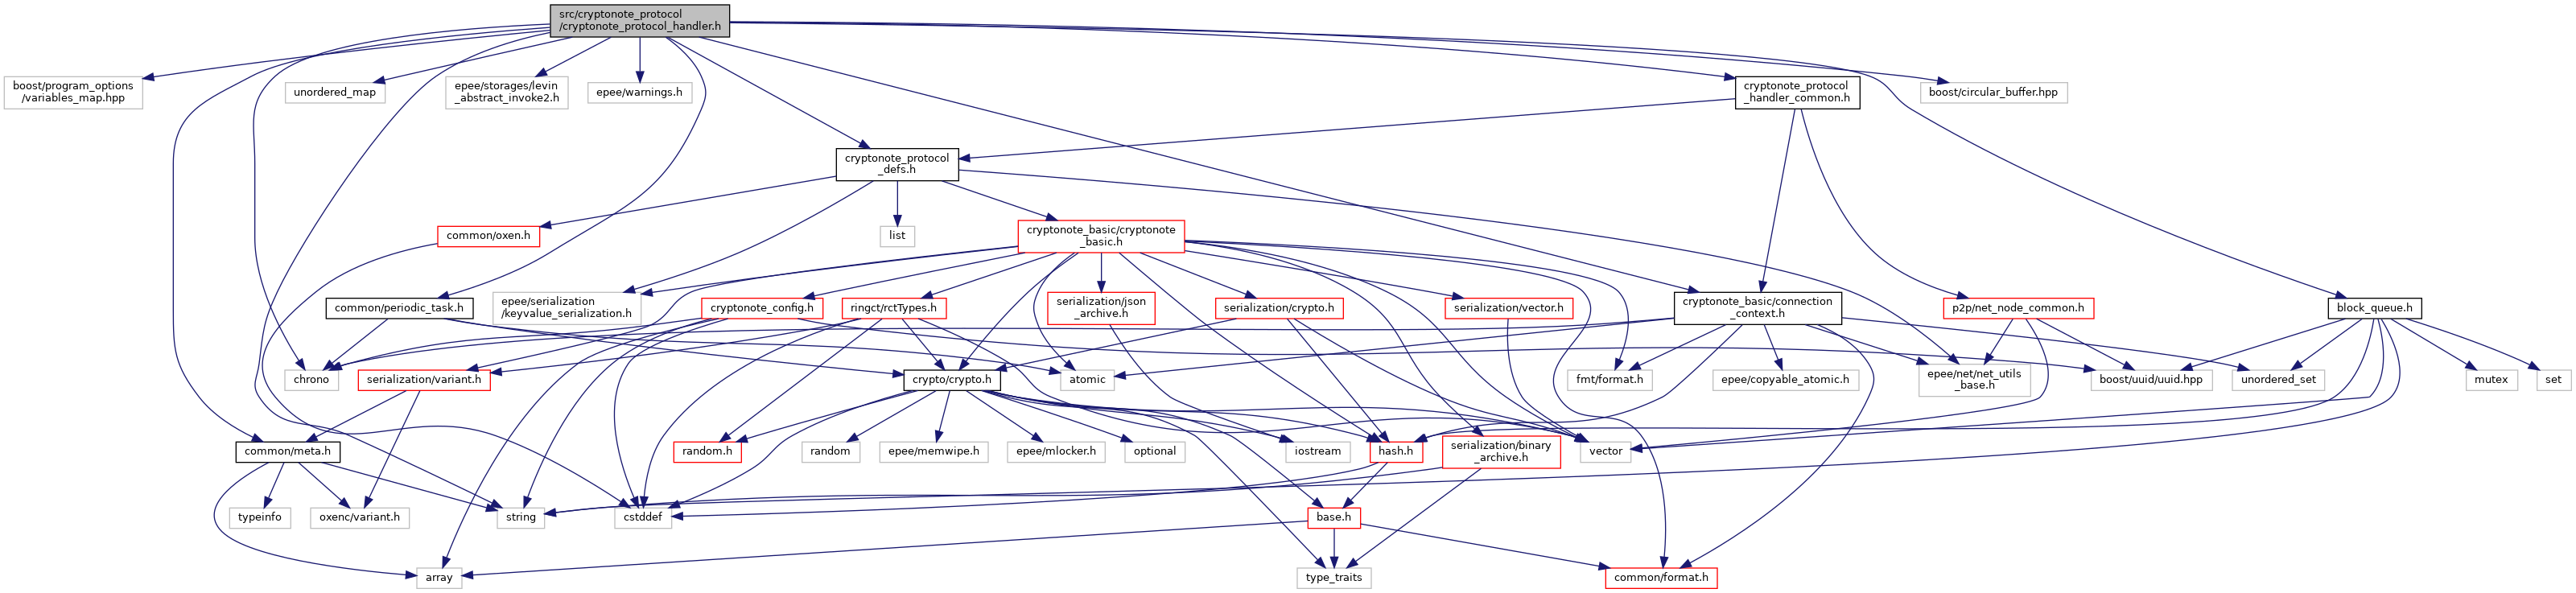 src/cryptonote_protocol
/cryptonote_protocol_handler.h
boost/program_options
/variables_map.hpp
unordered_map
epee/storages/levin
_abstract_invoke2.h
epee/warnings.h
cryptonote_protocol
_handler_common.h
boost/circular_buffer.hpp
cryptonote_protocol
_defs.h
common/oxen.h
list
cryptonote_basic/cryptonote
_basic.h
common/periodic_task.h
epee/serialization
/keyvalue_serialization.h
cryptonote_config.h
ringct/rctTypes.h
serialization/json
_archive.h
serialization/crypto.h
serialization/vector.h
cryptonote_basic/connection
_context.h
p2p/net_node_common.h
block_queue.h
chrono
serialization/variant.h
crypto/crypto.h
atomic
fmt/format.h
epee/copyable_atomic.h
epee/net/net_utils
_base.h
boost/uuid/uuid.hpp
unordered_set
mutex
set
common/meta.h
random.h
random
epee/memwipe.h
epee/mlocker.h
optional
iostream
hash.h
serialization/binary
_archive.h
vector
typeinfo
oxenc/variant.h
string
cstddef
base.h
array
type_traits
common/format.h